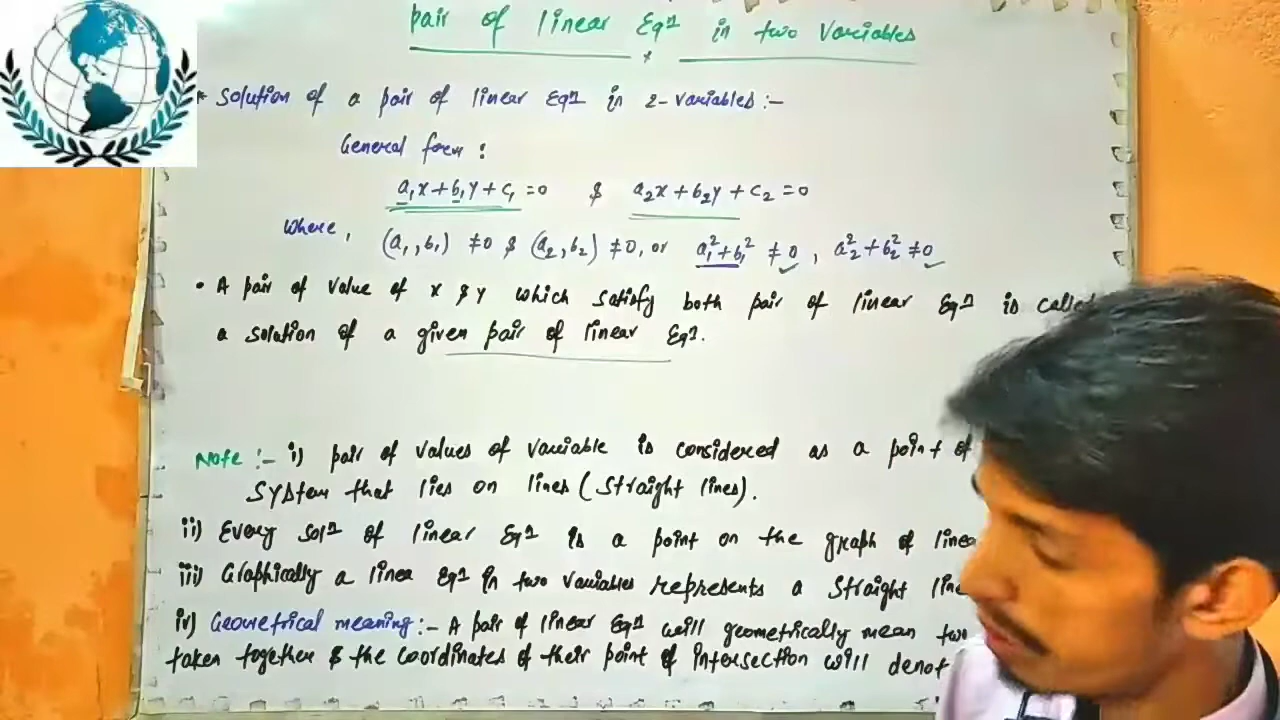 pair of linear Eqn in two variables
* Solution of a pair of linear Eqn in 2-variables:-
General form:
a₁x+b₁y+c₁=0 $ a₂x+b₂y+c₂=0
where, (a₁,b₁) ≠0 $ (a₂,b₂) ≠0, or a₁²+b₁² ≠0, a₂²+b₂² ≠0
• A pair of value of x $ y which satisfy both pair of linear Eqn is called
a solution of a given pair of linear Eqn.
Note:- i) pair of values of variable is considered as a point of
System that lies on lines (straight lines).
ii) Every soln of linear Eqn is a point on the graph of linea
iii) Graphically a linea Eqn in two variables represents a straight line
iv) Geometrical meaning:- A pair of linear Eqn will geometrically mean two
taken together $ the coordinates of their point of intersection will denot